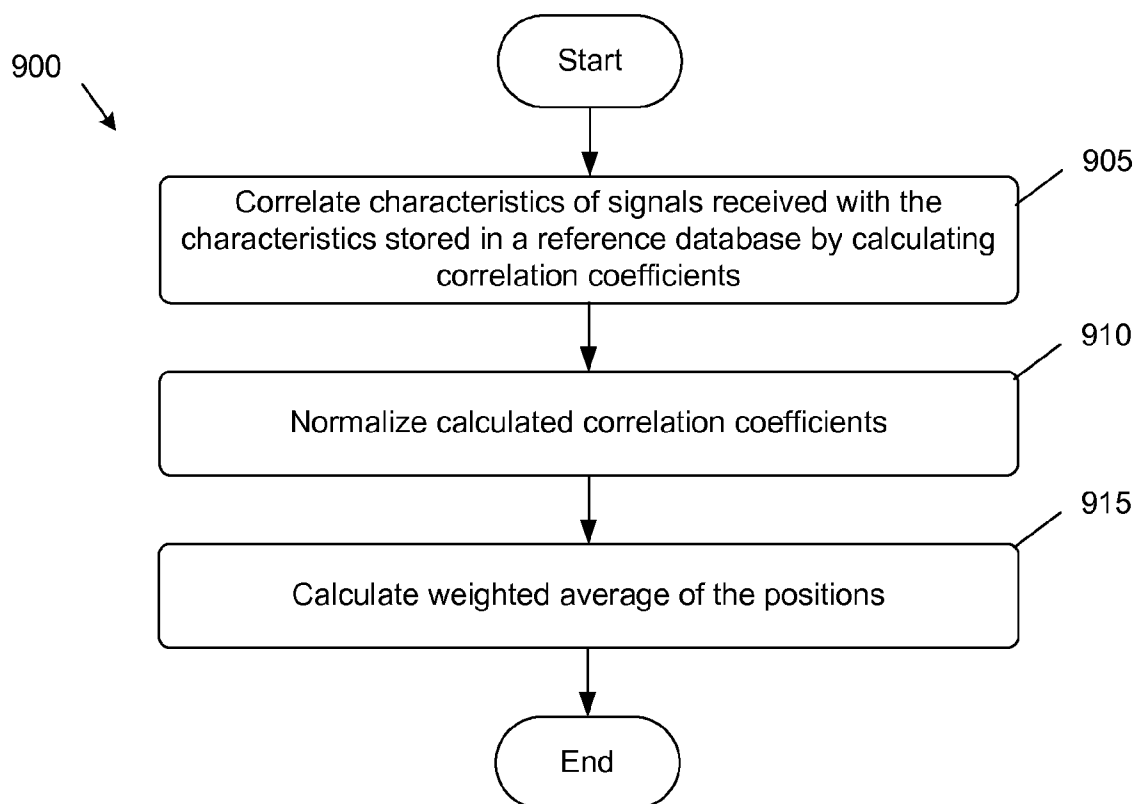 900
Start
905
Correlate characteristics of signals received with the
characteristics stored in a reference database by calculating
correlation coefficients
910
Normalize calculated correlation coefficients
915
Calculate weighted average of the positions
End